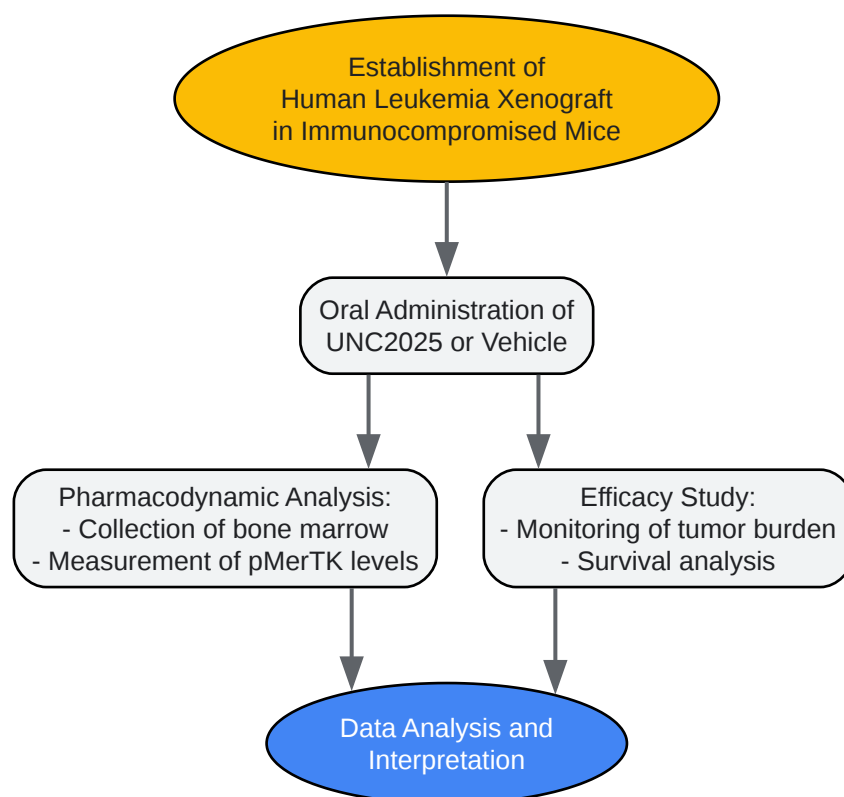 Establishment of
Human Leukemia Xenograft
in Immunocompromised Mice
Oral Administration of
UNC2025 or Vehicle
Pharmacodynamic Analysis:
- Collection of bone marrow
- Measurement of pMerTK levels
Efficacy Study:
- Monitoring of tumor burden
- Survival analysis
Data Analysis and
Interpretation